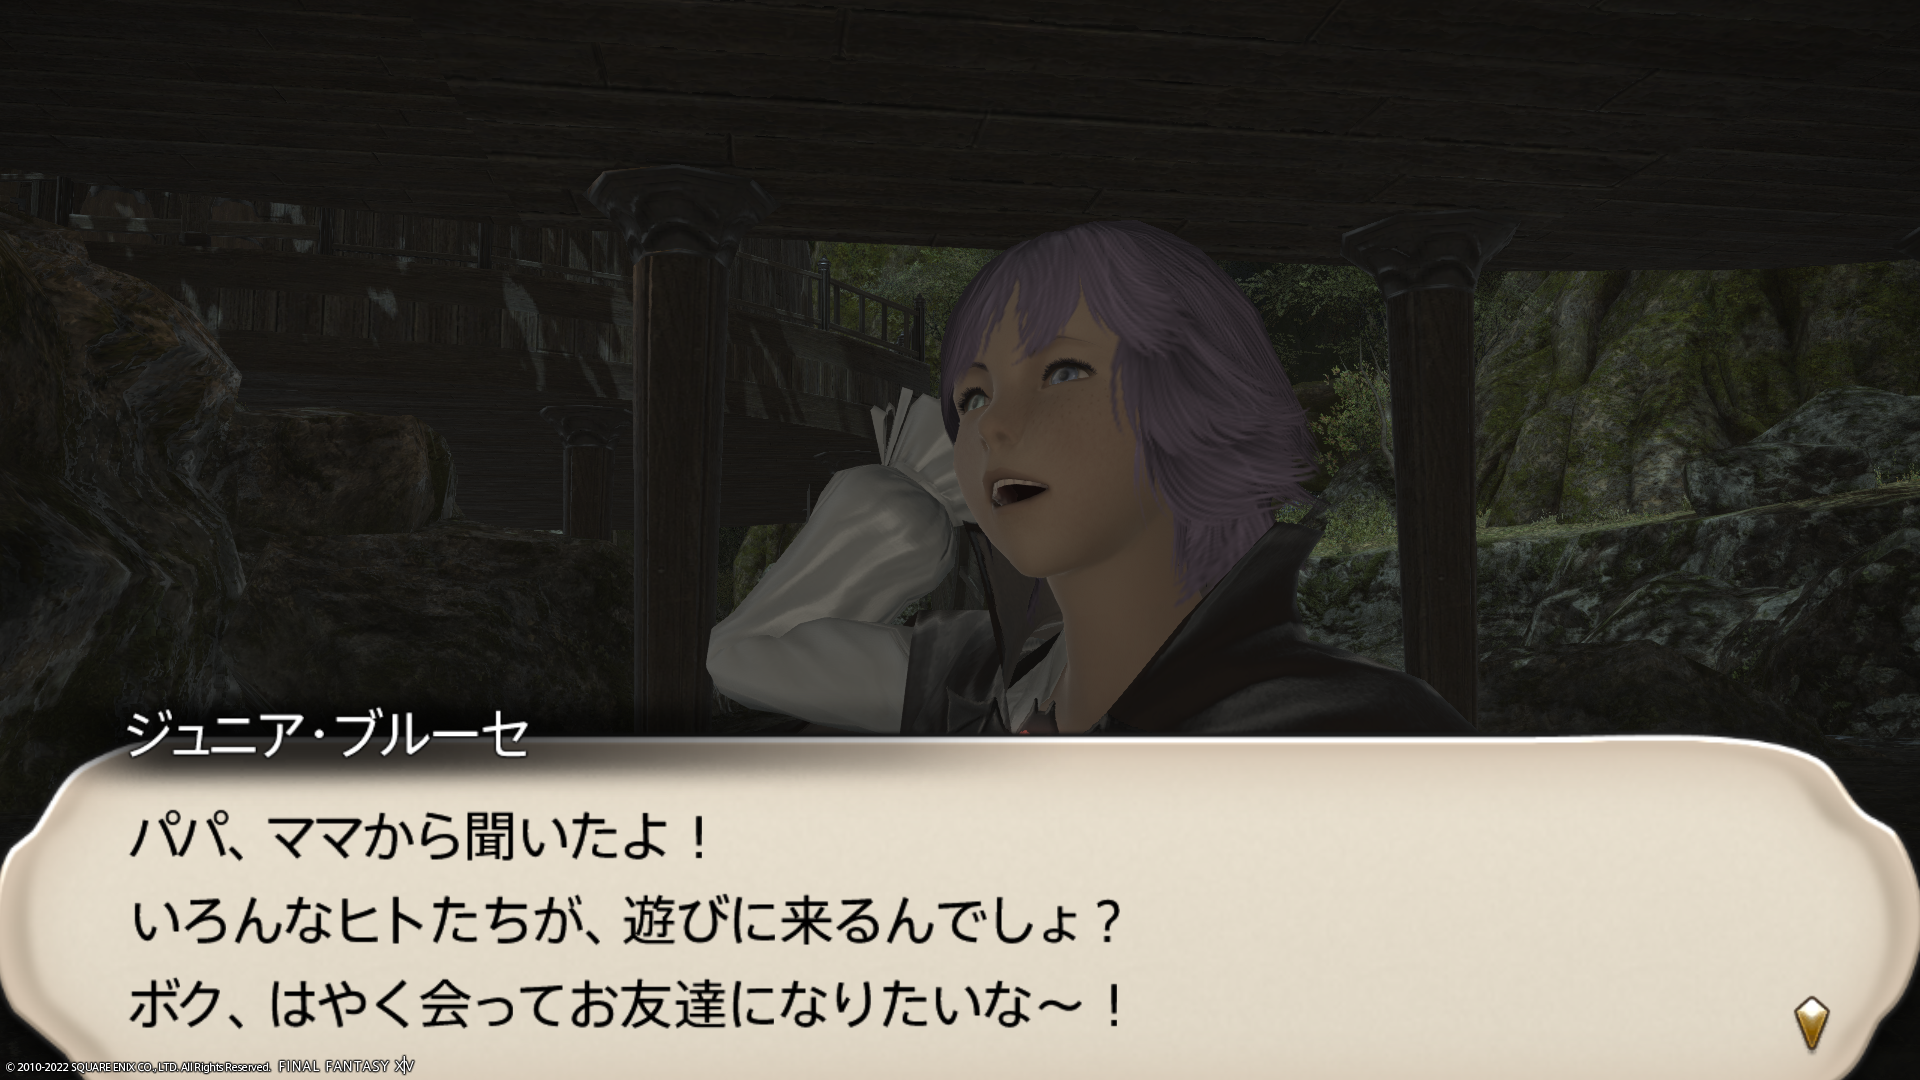 ジュニア・ブルーセ
パパ、ママから聞いたよ！
いろんなヒトたちが、遊びに来るんでしょ？
ボク、はやく会ってお友達になりたいな～！
© 2010-2022 SQUARE ENIX CO., LTD. All Rights Reserved. FINAL FANTASY XIV